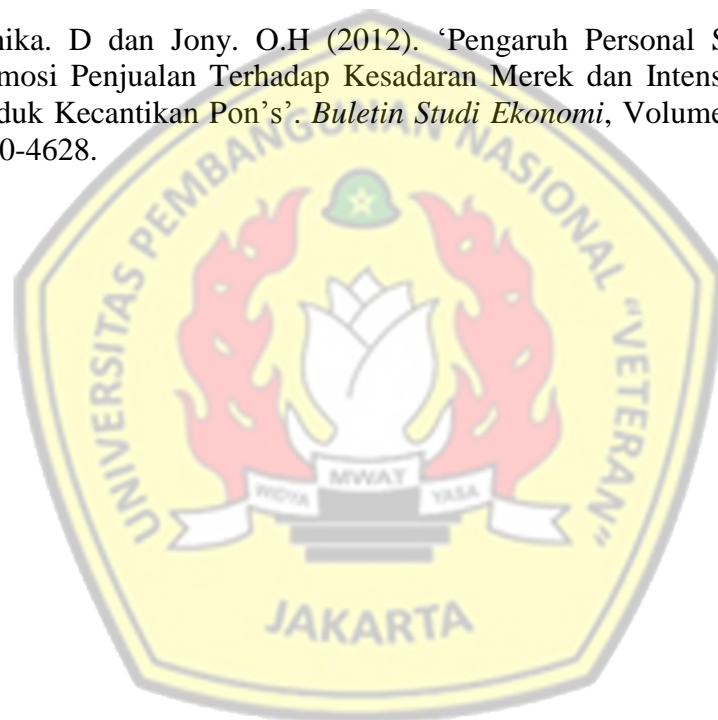 nika. D dan Jony. O.H (2012). ‘Pengaruh Personal S
mosi Penjualan Terhadap Kesadaran Merek dan Intens
duk Kecantikan Pon’s’. Buletin Studi Ekonomi, Volume
0-4628.
UNIVERSITAS PEMBANGUNAN NASIONAL "VETERAN"
WIDYA MWAT YASA
JAKARTA